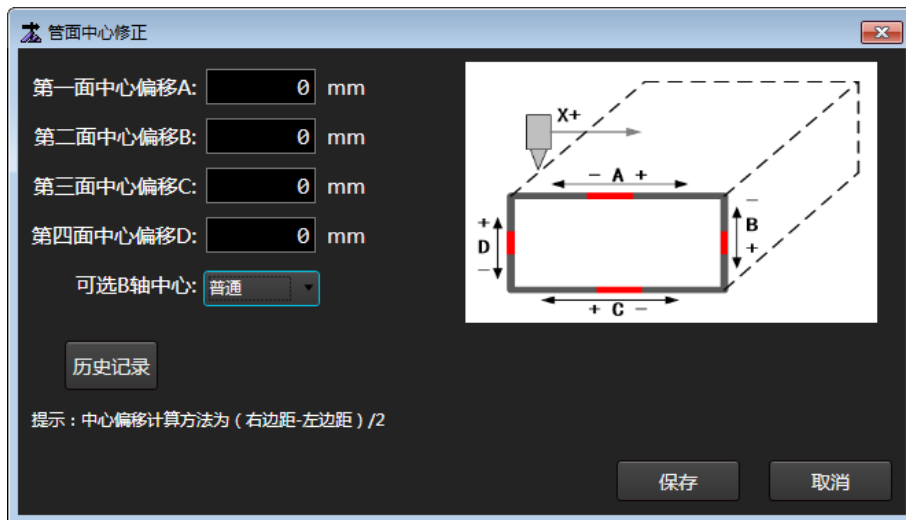 管面中心修正
第一面中心偏移A: 0 mm
第二面中心偏移B: 0 mm
第三面中心偏移C: 0 mm
第四面中心偏移D: 0 mm
可选B轴中心: 普通
历史记录
提示：中心偏移计算方法为（右边距-左边距）/2
保存 取消
X+
− A +
−
B
+
+
D
−
+ C −